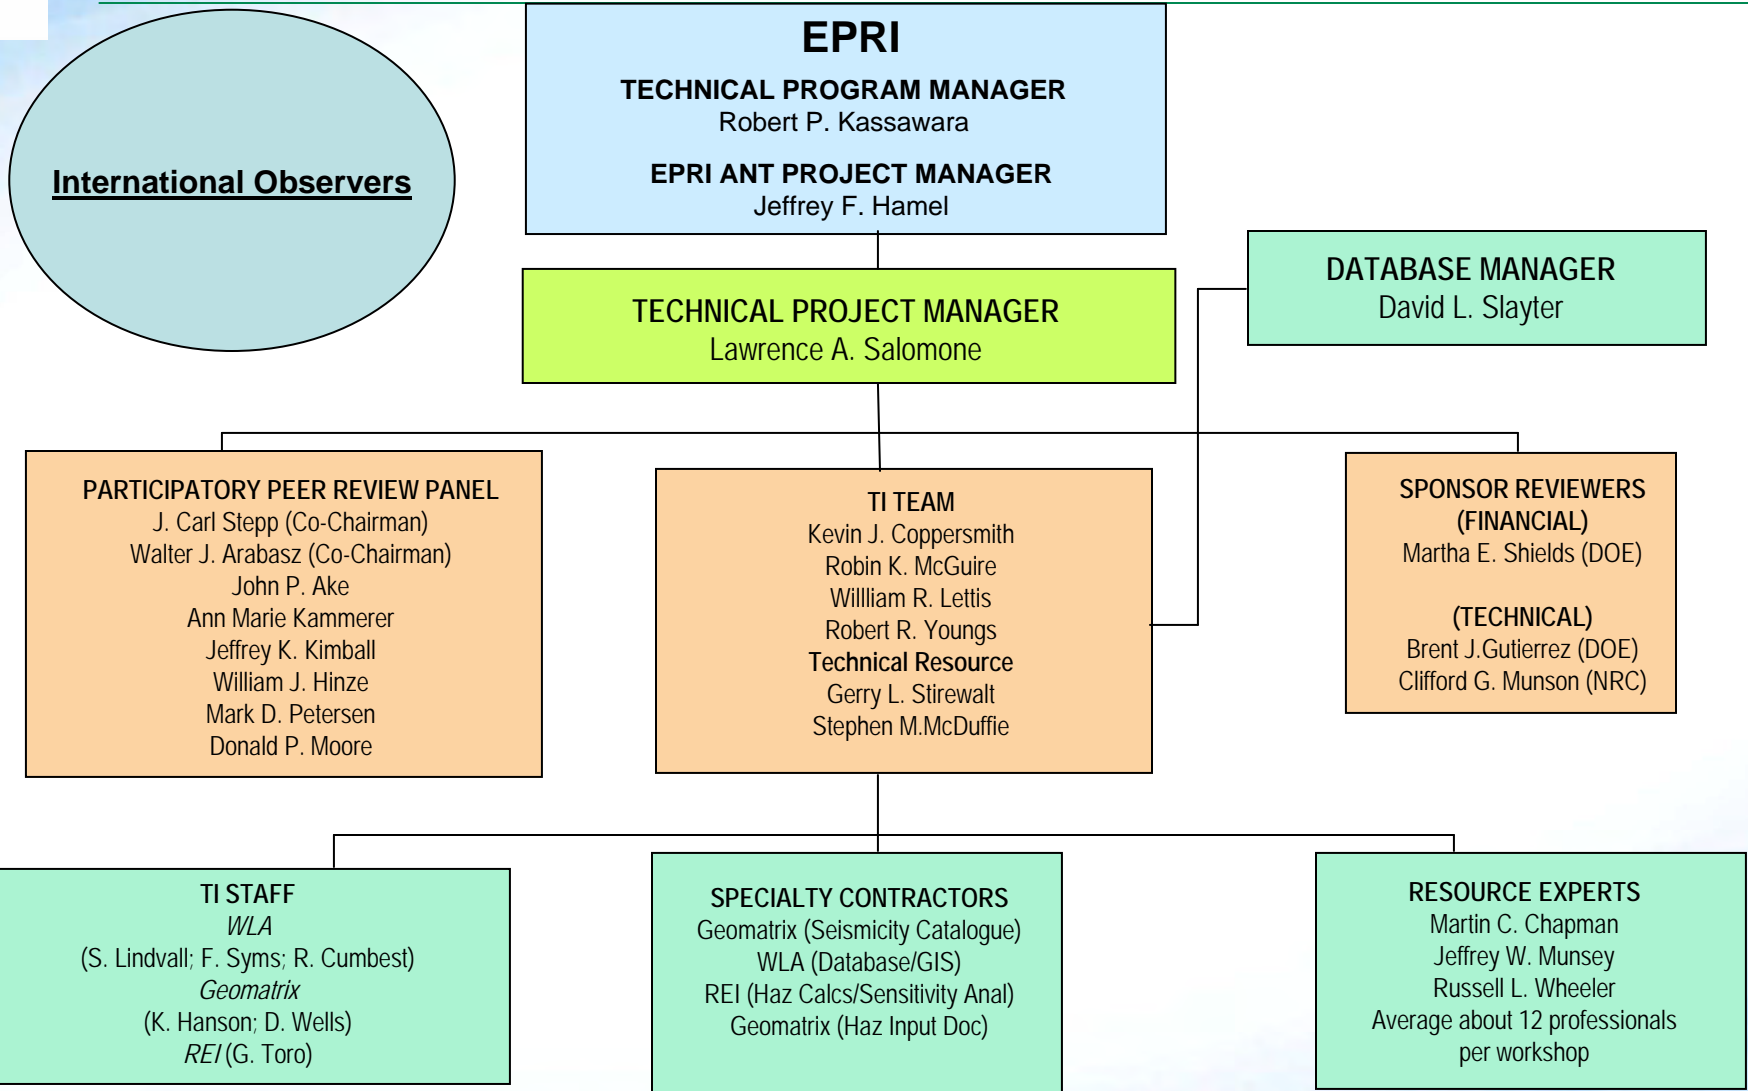 EPRI
TECHNICAL PROGRAM MANAGER
Robert P. Kassawara
EPRI ANT PROJECT MANAGER
Jeffrey F. Hamel
International Observers
DATABASE MANAGER
David L. Slayter
TECHNICAL PROJECT MANAGER
Lawrence A. Salomone
PARTICIPATORY PEER REVIEW PANEL
J. Carl Stepp (Co-Chairman)
Walter J. Arabasz (Co-Chairman)
John P. Ake
Ann Marie Kammerer
Jeffrey K. Kimball
William J. Hinze
Mark D. Petersen
Donald P. Moore
TI TEAM
Kevin J. Coppersmith
Robin K. McGuire
Willliam R. Lettis
Robert R. Youngs
Technical Resource
Gerry L. Stirewalt
Stephen M.McDuffie
SPONSOR REVIEWERS
(FINANCIAL)
Martha E. Shields (DOE)
(TECHNICAL)
Brent J.Gutierrez (DOE)
Clifford G. Munson (NRC)
TI STAFF
WLA
(S. Lindvall; F. Syms; R. Cumbest)
Geomatrix
(K. Hanson; D. Wells)
REI (G. Toro)
SPECIALTY CONTRACTORS
Geomatrix (Seismicity Catalogue)
WLA (Database/GIS)
REI (Haz Calcs/Sensitivity Anal)
Geomatrix (Haz Input Doc)
RESOURCE EXPERTS
Martin C. Chapman
Jeffrey W. Munsey
Russell L. Wheeler
Average about 12 professionals
per workshop